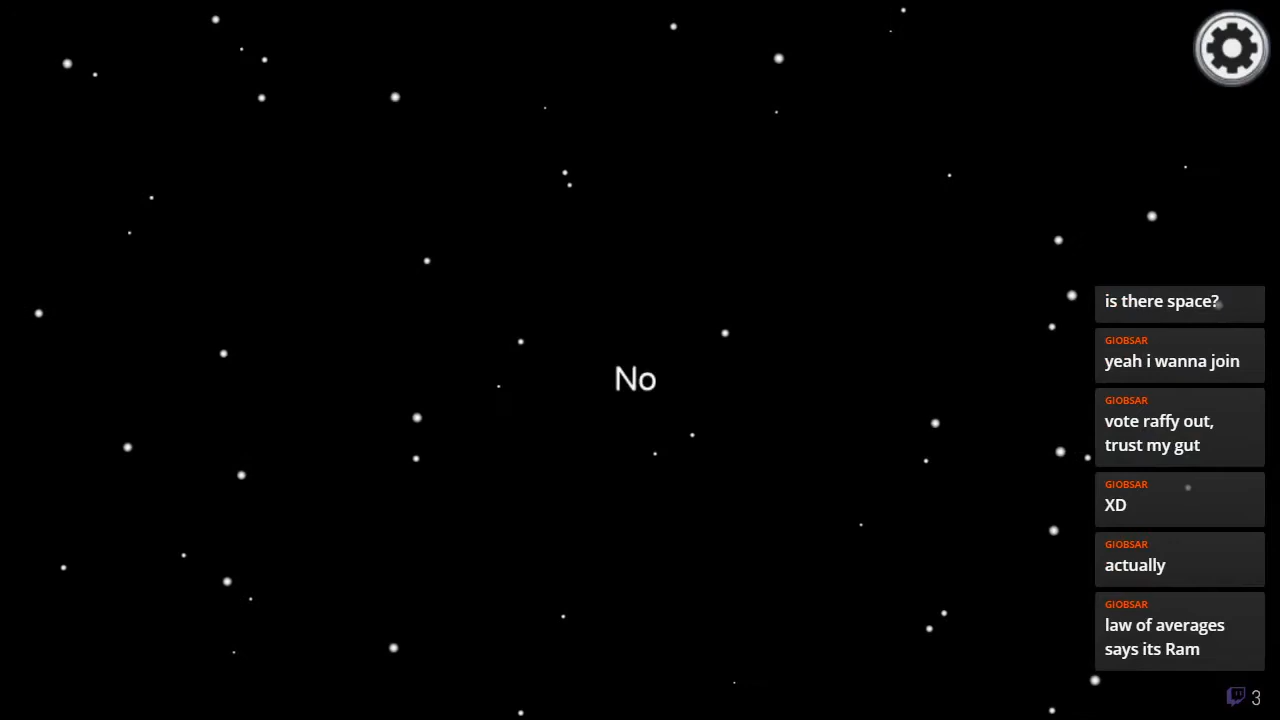 No
is there space?
GIOBSAR
yeah i wanna join
GIOBSAR
vote raffy out,
trust my gut
GIOBSAR
XD
GIOBSAR
actually
GIOBSAR
law of averages
says its Ram
3